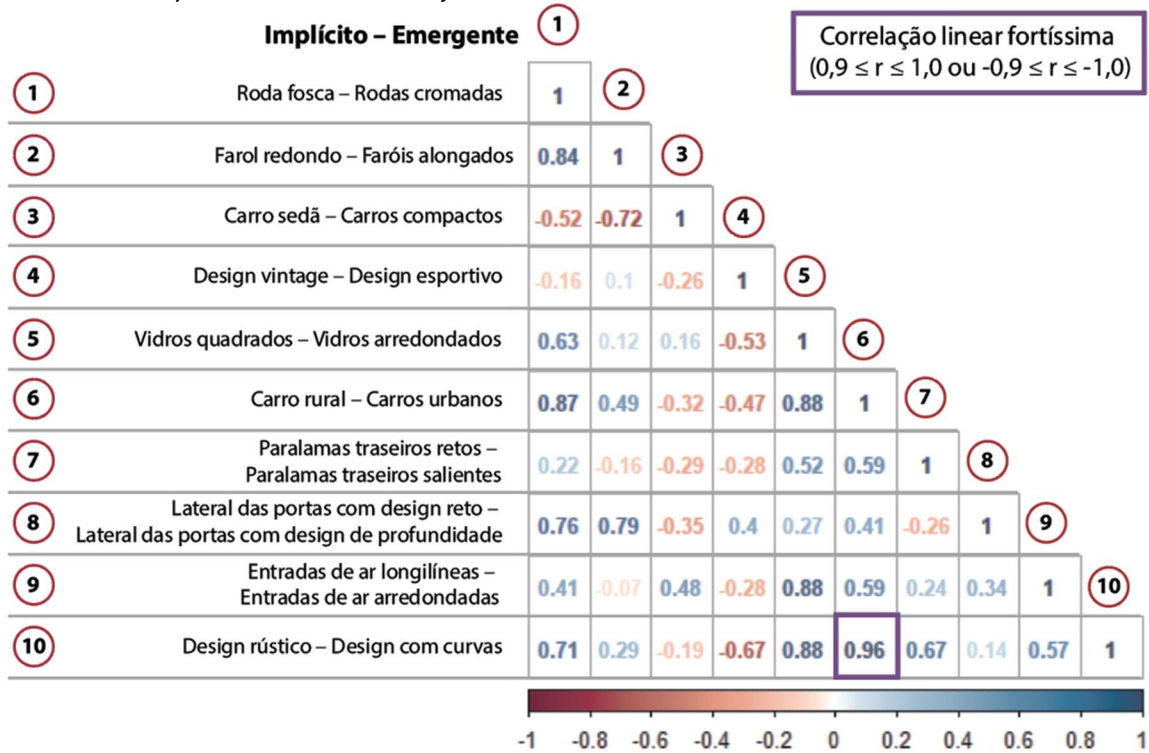 Implícito – Emergente 1
Correlação linear fortíssima
(0,9 ≤ r ≤ 1,0 ou -0,9 ≤ r ≤ -1,0)
1 Roda fosca – Rodas cromadas 1 2
2 Farol redondo – Faróis alongados 0.84 1 3
3 Carro sedã – Carros compactos -0.52 -0.72 1 4
4 Design vintage – Design esportivo -0.16 0.1 -0.26 1 5
5 Vidros quadrados – Vidros arredondados 0.63 0.12 0.16 -0.53 1 6
6 Carro rural – Carros urbanos 0.87 0.49 -0.32 -0.47 0.88 1 7
Paralamas traseiros retos –
7 Paralamas traseiros salientes 0.22 -0.16 -0.29 -0.28 0.52 0.59 1 8
Lateral das portas com design reto –
8 Lateral das portas com design de profundidade 0.76 0.79 -0.35 0.4 0.27 0.41 -0.26 1 9
Entradas de ar longilíneas –
9 Entradas de ar arredondadas 0.41 -0.07 0.48 -0.28 0.88 0.59 0.24 0.34 1 10
10 Design rústico – Design com curvas 0.71 0.29 -0.19 -0.67 0.88 0.96 0.67 0.14 0.57 1
-1 -0.8 -0.6 -0.4 -0.2 0 0.2 0.4 0.6 0.8 1